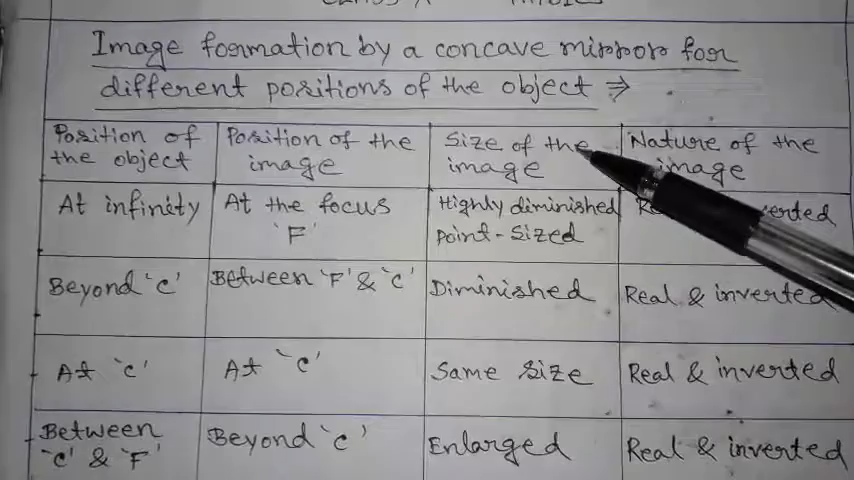 Image formation by a concave mirror for
different positions of the object ⇒
Position of the object
Position of the image
Size of the image
Nature of the image
At infinity
At the focus 'F'
Highly diminished Point-Sized
Beyond 'C'
Between 'F' & 'C'
Diminished
Real & inverted
At 'C'
At 'C'
Same size
Real & inverted
Between 'C' & 'F'
Beyond 'C'
Enlarged
Real & inverted